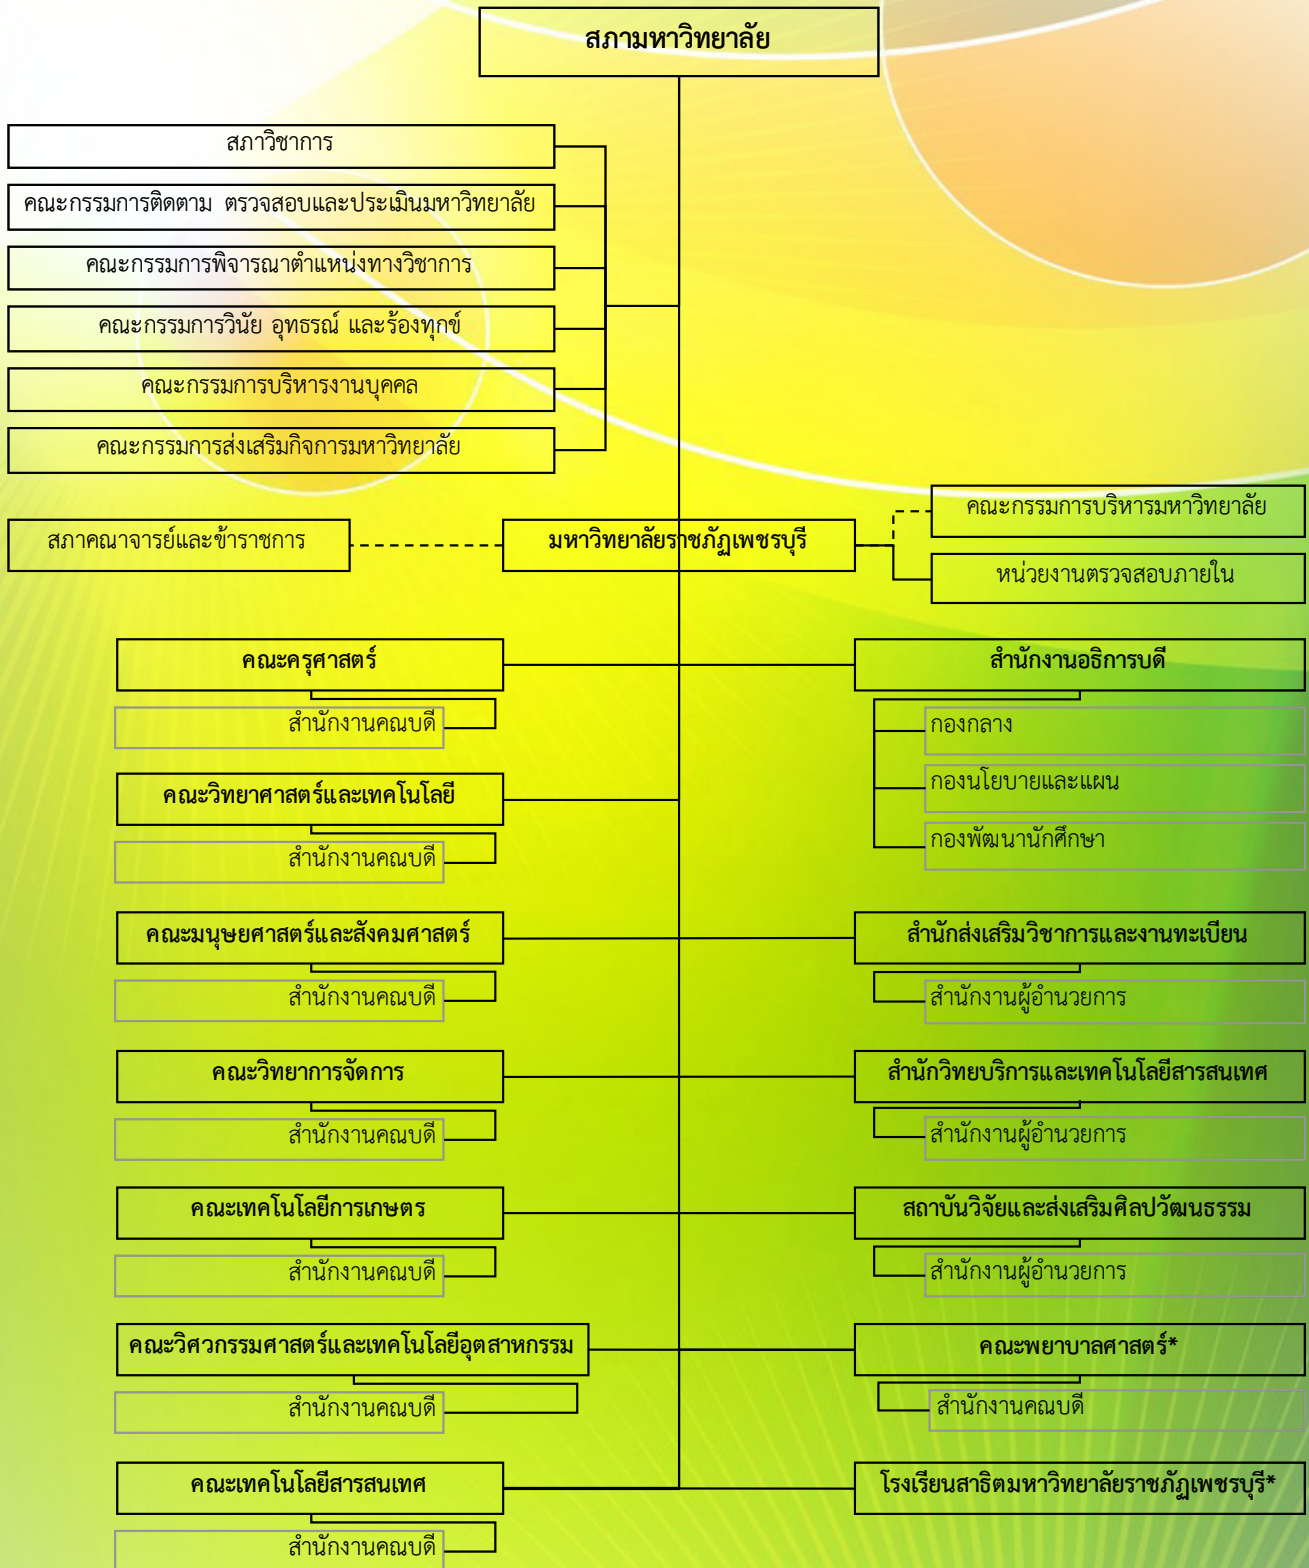 สภามหาวิทยาลัย
สภาวิชาการ
คณะกรรมการติดตาม ตรวจสอบและประเมินมหาวิทยาลัย
คณะกรรมการพิจารณาตำแหน่งทางวิชาการ
คณะกรรมการวินัย อุทธรณ์ และร้องทุกข์
คณะกรรมการบริหารงานบุคคล
คณะกรรมการส่งเสริมกิจการมหาวิทยาลัย
คณะกรรมการบริหารมหาวิทยาลัย
สภาคณาจารย์และข้าราชการ
มหาวิทยาลัยราชภัฏเพชรบุรี
หน่วยงานตรวจสอบภายใน
คณะครุศาสตร์
สำนักงานคณบดี
คณะวิทยาศาสตร์และเทคโนโลยี
สำนักงานคณบดี
คณะมนุษยศาสตร์และสังคมศาสตร์
สำนักงานคณบดี
คณะวิทยาการจัดการ
สำนักงานคณบดี
คณะเทคโนโลยีการเกษตร
สำนักงานคณบดี
คณะวิศวกรรมศาสตร์และเทคโนโลยีอุตสาหกรรม
สำนักงานคณบดี
คณะเทคโนโลยีสารสนเทศ
สำนักงานคณบดี
สำนักงานอธิการบดี
กองกลาง
กองนโยบายและแผน
กองพัฒนานักศึกษา
สำนักส่งเสริมวิชาการและงานทะเบียน
สำนักงานผู้อำนวยการ
สำนักวิทยบริการและเทคโนโลยีสารสนเทศ
สำนักงานผู้อำนวยการ
สถาบันวิจัยและส่งเสริมศิลปวัฒนธรรม
สำนักงานผู้อำนวยการ
คณะพยาบาลศาสตร์*
สำนักงานคณบดี
โรงเรียนสาธิตมหาวิทยาลัยราชภัฏเพชรบุรี*